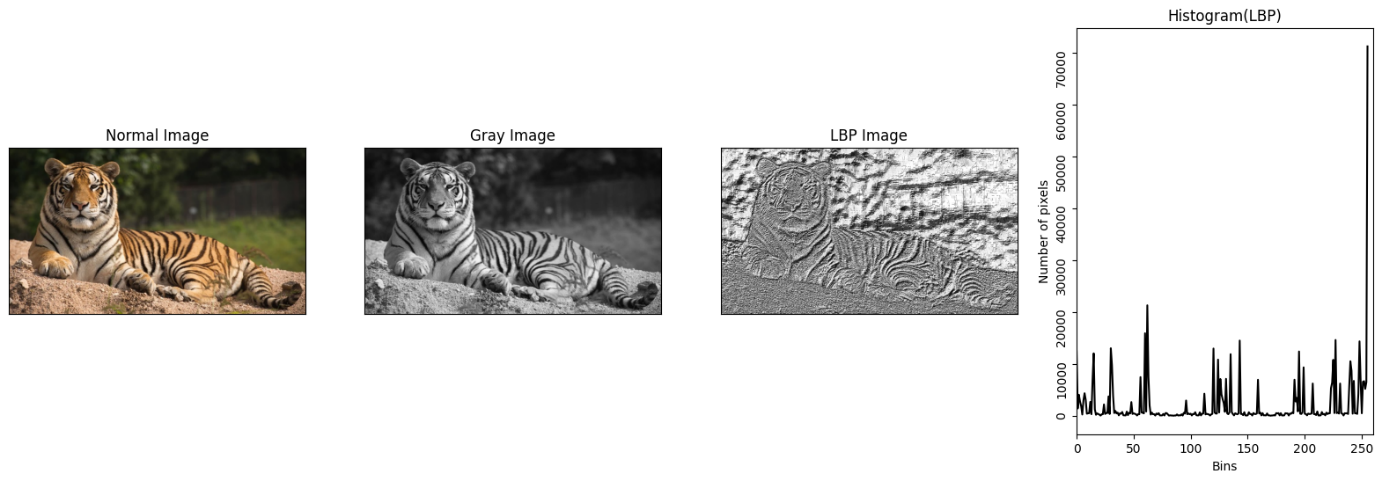 Normal Image
Gray Image
LBP Image
Histogram(LBP)
Number of pixels
70000
60000
50000
40000
30000
20000
10000
0
0 50 100 150 200 250
Bins